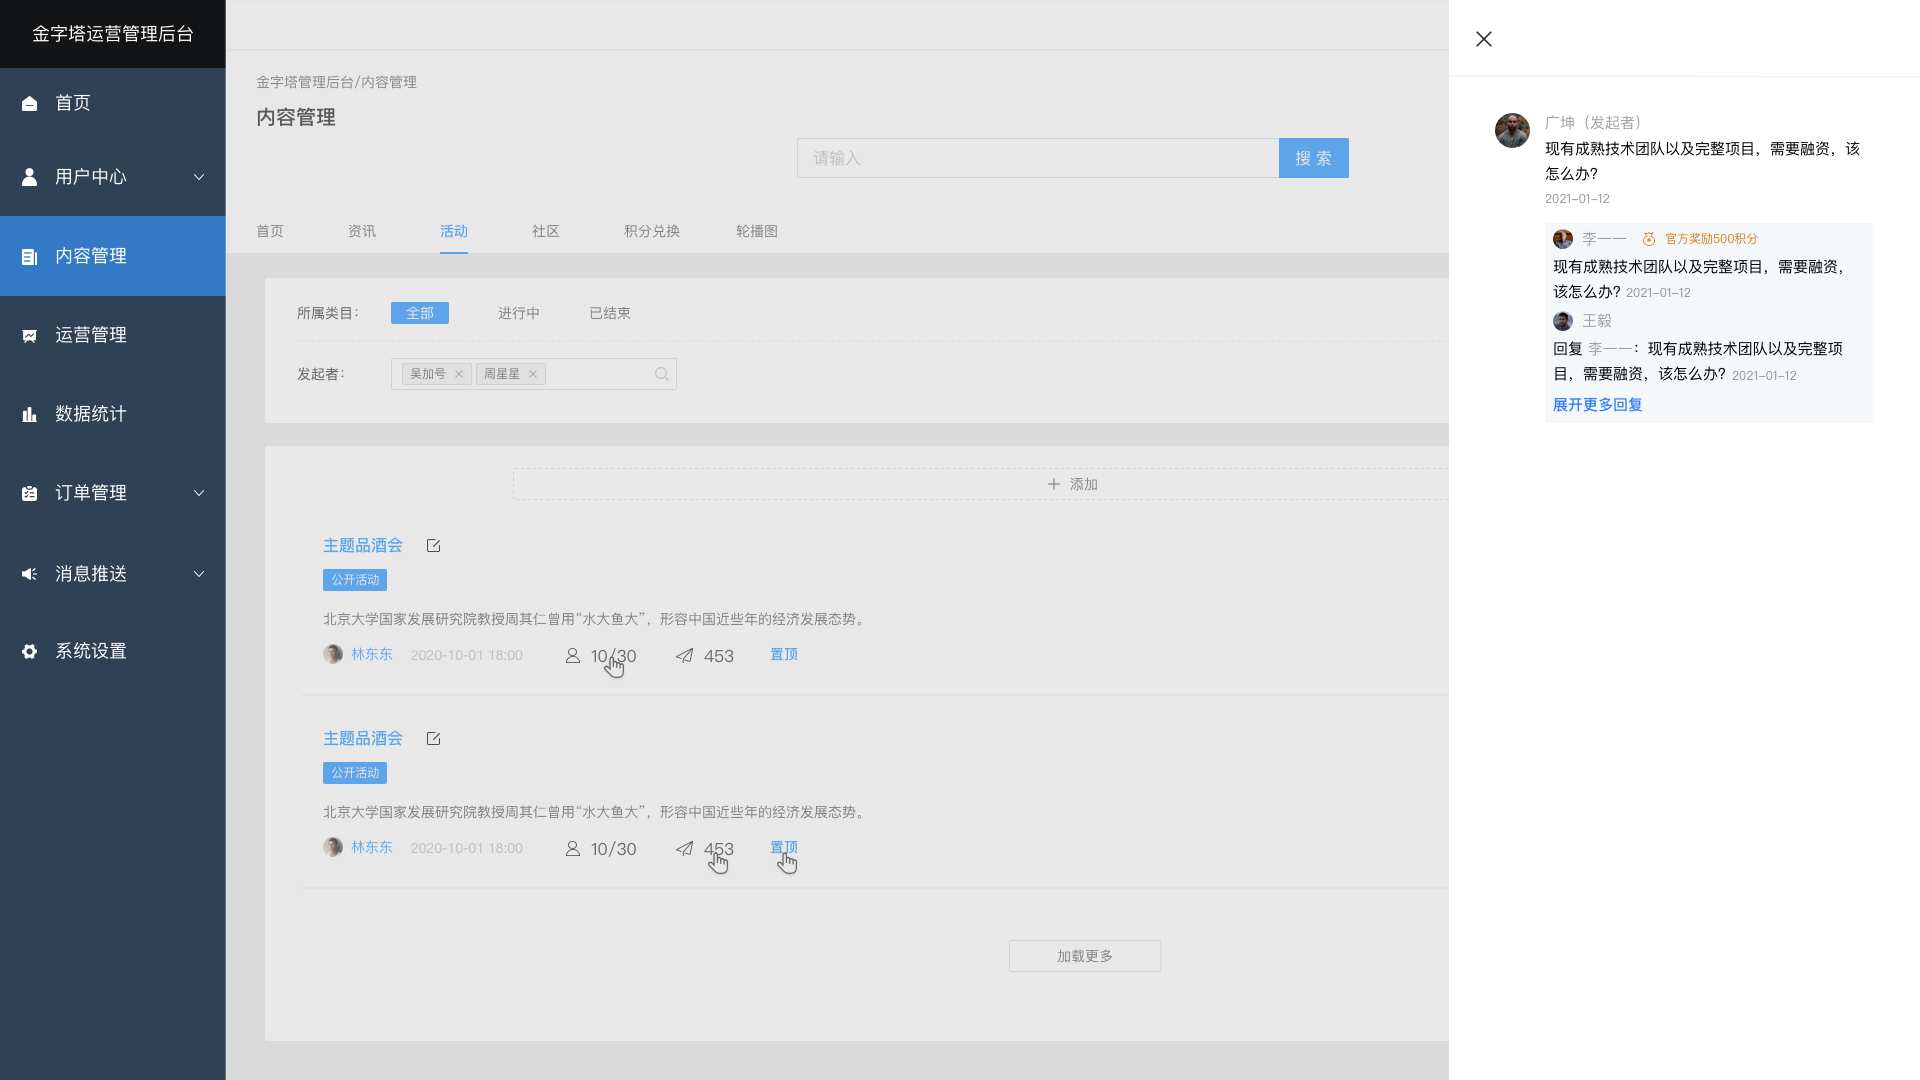 金字塔运营管理后台
首页
用户中心
内容管理
运营管理
数据统计
订单管理
消息推送
系统设置
金字塔管理后台/内容管理
内容管理
请输入
搜 索
首页 资讯 活动 社区 积分兑换 轮播图
所属类目： 全部 进行中 已结束
发起者： 吴加号 周星星
添加
主题品酒会
公开活动
北京大学国家发展研究院教授周其仁曾用“水大鱼大”，形容中国近些年的经济发展态势。
林东东 2020-10-01 18:00 10/30 453 置顶
主题品酒会
公开活动
北京大学国家发展研究院教授周其仁曾用“水大鱼大”，形容中国近些年的经济发展态势。
林东东 2020-10-01 18:00 10/30 453 置顶
加载更多
广坤（发起者）
现有成熟技术团队以及完整项目，需要融资，该
怎么办？
2021-01-12
李一一 官方奖励500积分
现有成熟技术团队以及完整项目，需要融资，
该怎么办？ 2021-01-12
王毅
回复 李一一：现有成熟技术团队以及完整项
目，需要融资，该怎么办？ 2021-01-12
展开更多回复